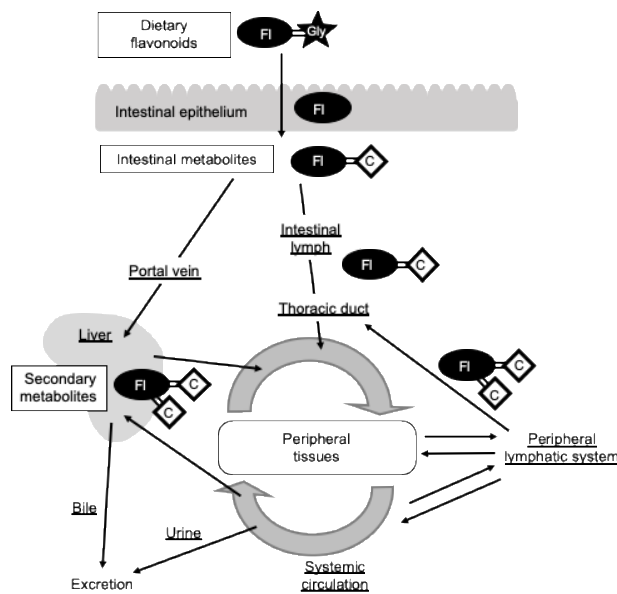 Dietary
flavonoids
Fl
Gly
Intestinal epithelium
Fl
Intestinal metabolites
Fl
C
Intestinal
lymph
Fl
C
Portal vein
Thoracic duct
Liver
Secondary
metabolites
Fl
C
C
Fl
C
C
Peripheral
tissues
Peripheral
lymphatic system
Bile
Urine
Systemic
circulation
Excretion